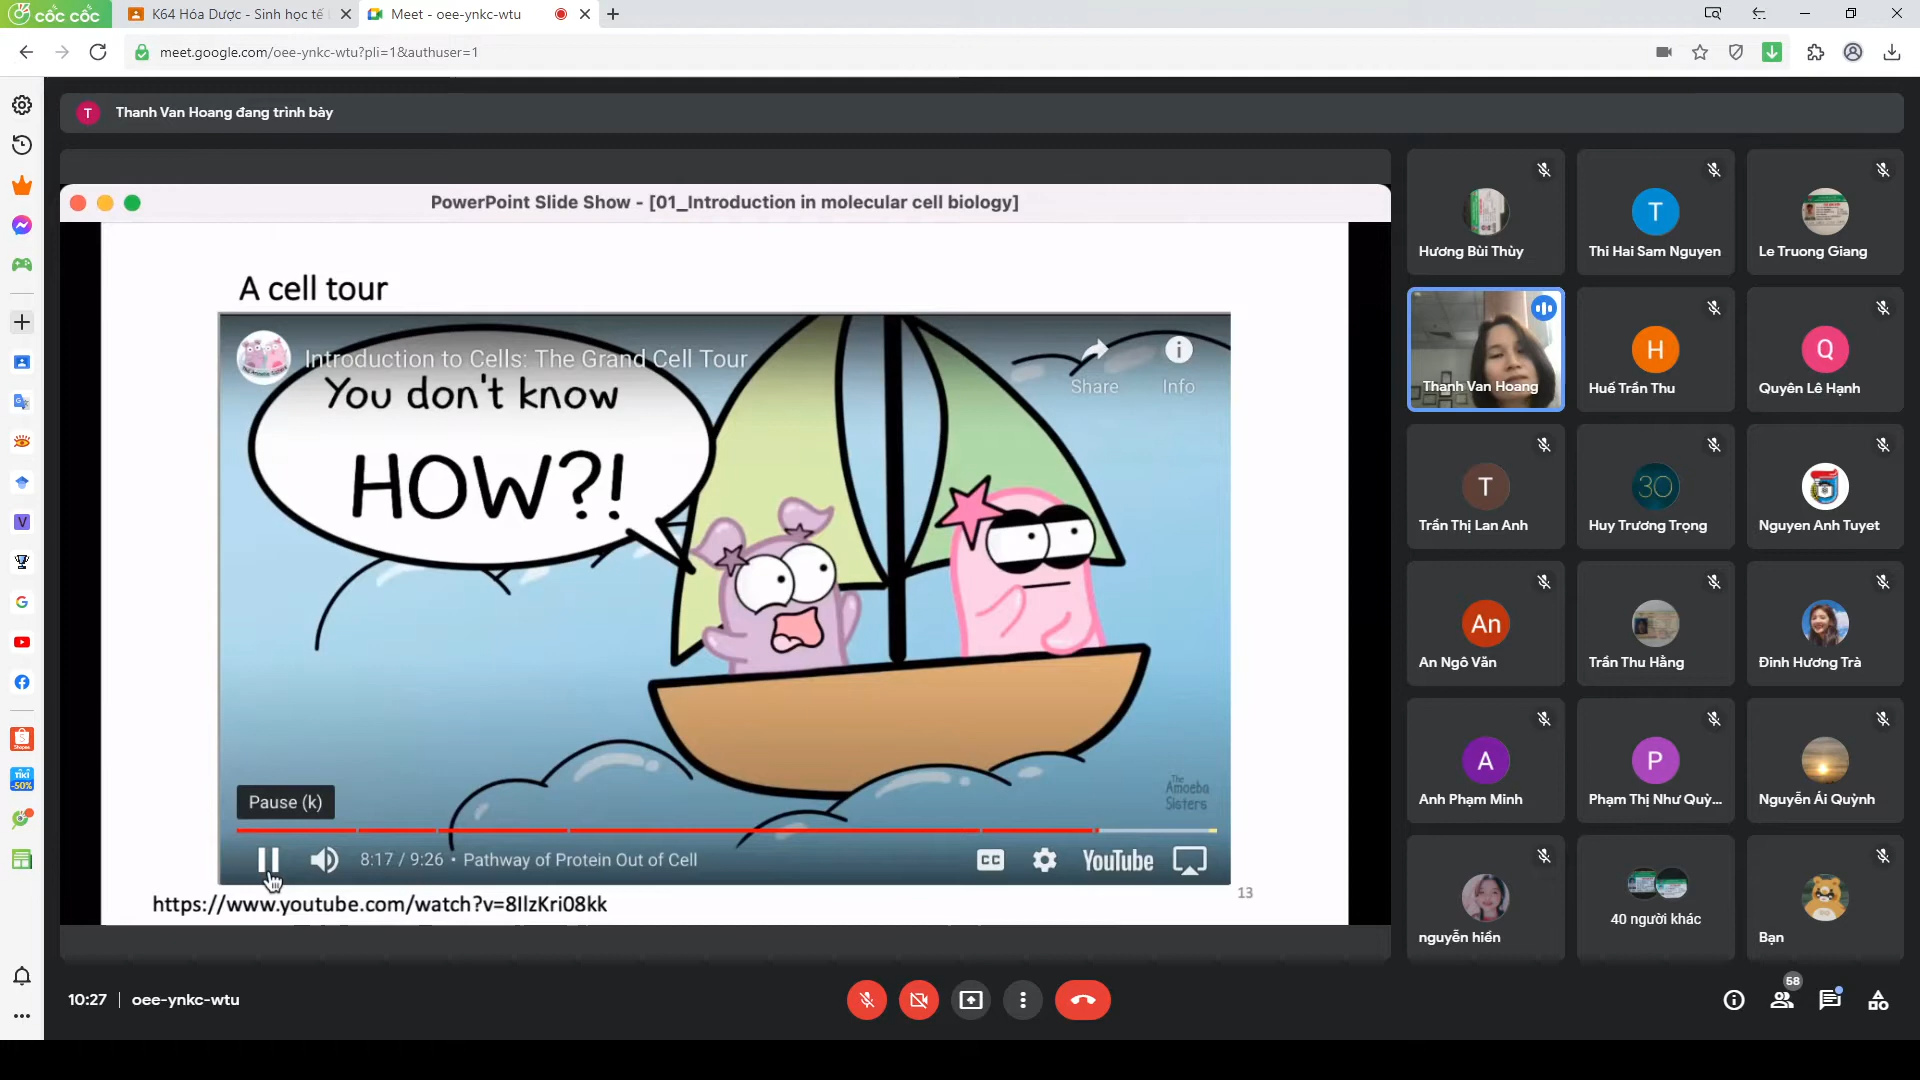 cốc cốc
K64 Hóa Dược - Sinh học tế
Meet - oee-ynkc-wtu
meet.google.com/oee-ynkc-wtu?pli=1&authuser=1
T
Thanh Van Hoang đang trình bày
PowerPoint Slide Show - [01_Introduction in molecular cell biology]
A cell tour
Introduction to Cells: The Grand Cell Tour
Share
Info
You don't know
HOW?!
The
Amoeba
Sisters
Pause (k)
8:17 / 9:26 • Pathway of Protein Out of Cell
CC
YouTube
https://www.youtube.com/watch?v=8IlzKri08kk
13
Hương Bùi Thùy
T
Thi Hai Sam Nguyen
Le Truong Giang
Thanh Van Hoang
H
Huế Trần Thu
Q
Quyên Lê Hạnh
T
Trần Thị Lan Anh
30
Huy Trương Trọng
Nguyen Anh Tuyet
An
An Ngô Văn
Trần Thu Hằng
Đinh Hương Trà
A
Anh Phạm Minh
P
Phạm Thị Như Quỳ...
Nguyễn Ái Quỳnh
nguyễn hiền
40 người khác
Bạn
V
G
Shopee
TIKI
-50%
10:27 | oee-ynkc-wtu
58